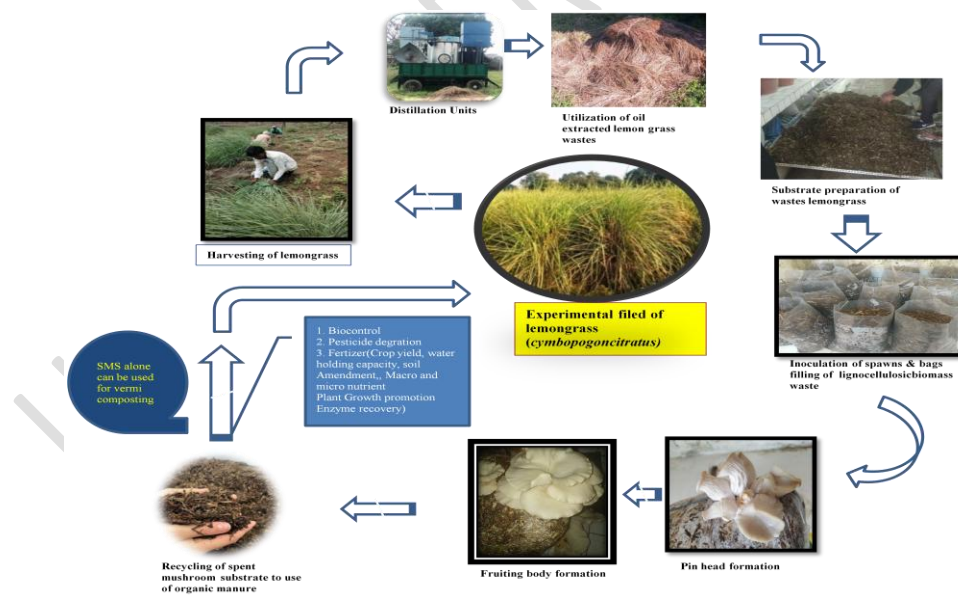 Distillation Units
Utilization of oil
extracted lemon grass
wastes
Substrate preparation of
wastes lemongrass
Harvesting of lemongrass
Experimental filed of
lemongrass
(cymbopogoncitratus)
Inoculation of spawns & bags
filling of lignocellulosicbiomass
waste
1. Biocontrol
2. Pesticide degration
3. Fertizer(Crop yield, water
holding capacity, soil
Amendment,, Macro and
micro nutrient
Plant Growth promotion
Enzyme recovery)
SMS alone
can be used
for vermi
composting
Recycling of spent
mushroom substrate to use
of organic manure
Fruiting body formation
Pin head formation